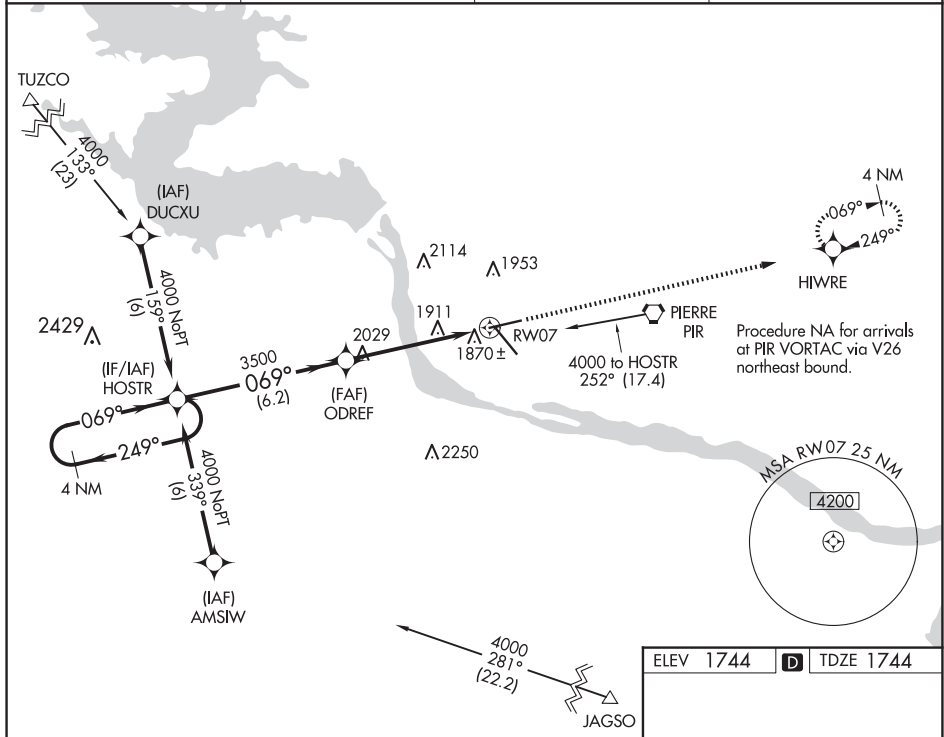 TUZCO
4000
133°
(23)
(IAF)
DUCXU
4000 NoPT
159°
(6)
2429
(IF/IAF)
HOSTR
069°
249°
4 NM
3500
069°
(6.2)
4000 NoPT
339°
(6)
(IAF)
AMSIW
2029
(FAF)
ODREF
2114
1953
1911
1870 ±
RW07
2250
4000 to HOSTR
252° (17.4)
PIERRE
PIR
4 NM
069°
249°
HIWRE
Procedure NA for arrivals
at PIR VORTAC via V26
northeast bound.
MSA RW07 25 NM
4200
4000
281°
(22.2)
JAGSO
ELEV 1744 D TDZE 1744